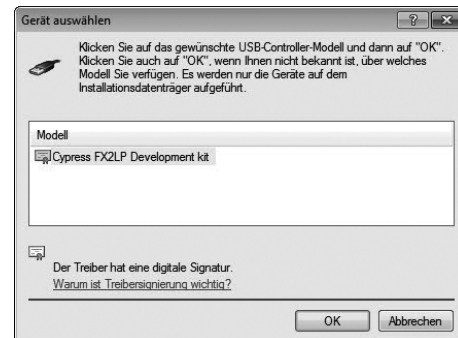 Gerät auswählen
Klicken Sie auf das gewünschte USB-Controller-Modell und dann auf "OK".
Klicken Sie auch auf "OK", wenn Ihnen nicht bekannt ist, über welches
Modell Sie verfügen. Es werden nur die Geräte auf dem
Installationsdatenträger aufgeführt.
Modell
Cypress FX2LP Development kit
Der Treiber hat eine digitale Signatur.
Warum ist Treibersignierung wichtig?
OK Abbrechen